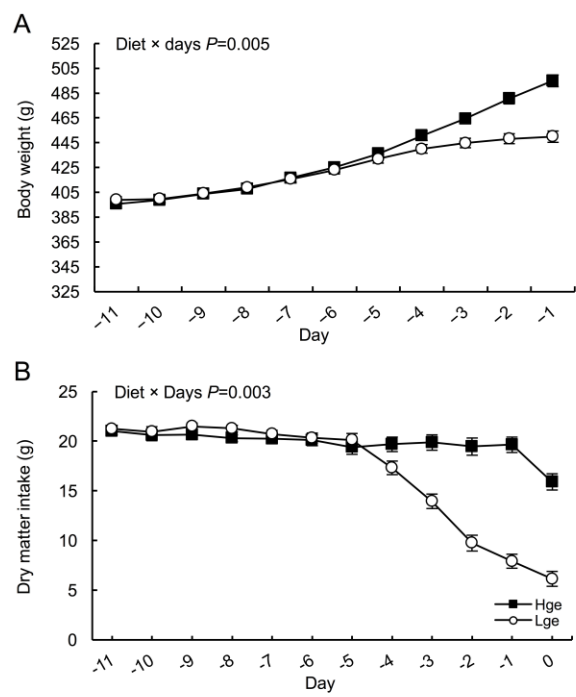 A
Diet × days P=0.005
525
505
485
465
445
425
405
385
365
345
325
Body weight (g)
−11 −10 −9 −8 −7 −6 −5 −4 −3 −2 −1
Day
B
Diet × Days P=0.003
25
20
15
10
5
0
Dry matter intake (g)
Hge
Lge
-11 -10 -9 -8 -7 -6 -5 -4 -3 -2 -1 0
Day